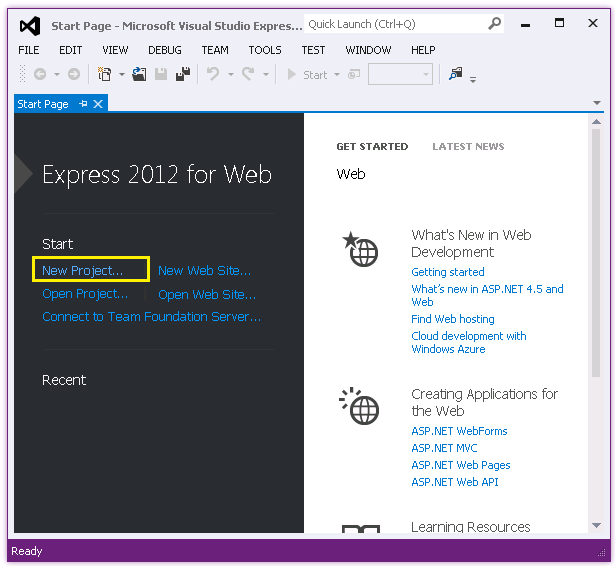 Start Page - Microsoft Visual Studio Expre...
Quick Launch (Ctrl+Q)
FILE EDIT VIEW DEBUG TEAM TOOLS TEST WINDOW HELP
Start
Start Page
Express 2012 for Web
Start
New Project... New Web Site...
Open Project... Open Web Site...
Connect to Team Foundation Server...
Recent
GET STARTED LATEST NEWS
Web
What's New in Web
Development
Getting started
What's new in ASP.NET 4.5 and
Web
Find Web hosting
Cloud development with
Windows Azure
Creating Applications for
the Web
ASP.NET WebForms
ASP.NET MVC
ASP.NET Web Pages
ASP.NET Web API
Learning Resources
Ready